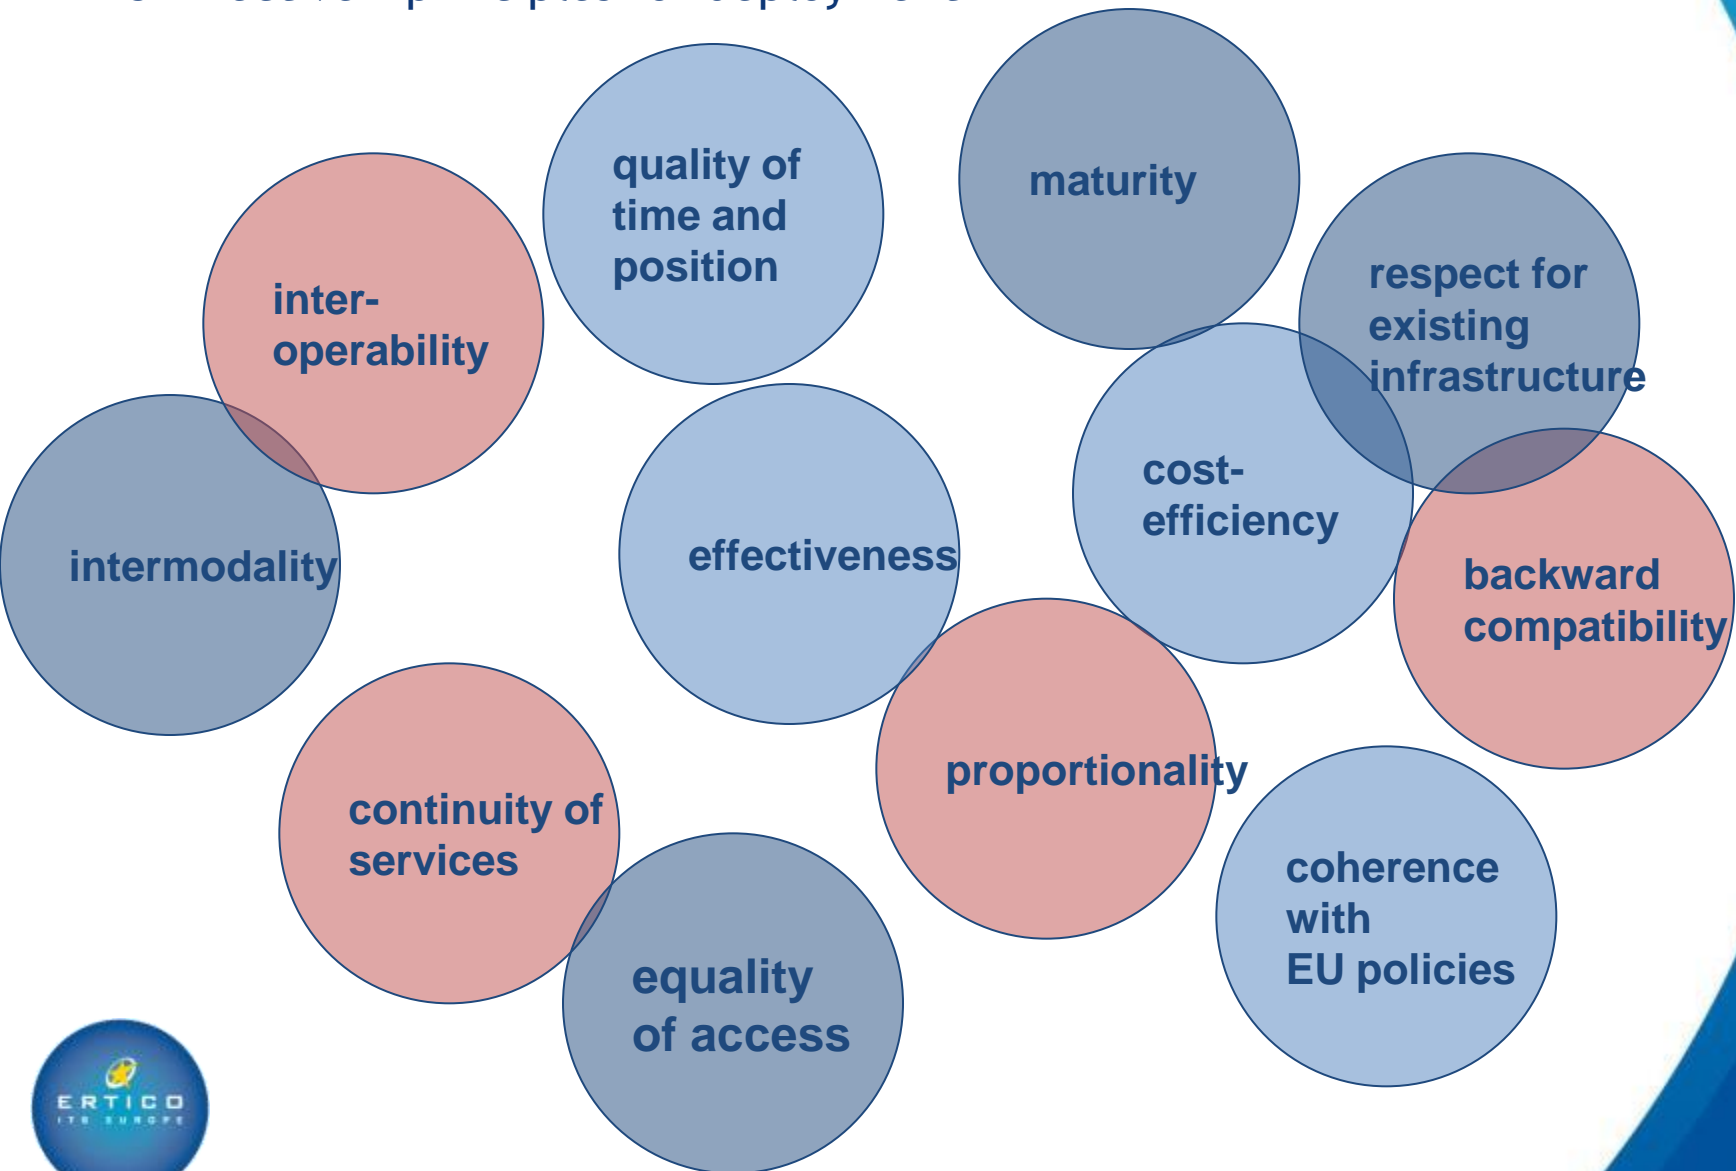 quality of
time and
position
maturity
inter-
operability
respect for
existing
infrastructure
intermodality
effectiveness
cost-
efficiency
backward
compatibility
continuity of
services
proportionality
coherence
with
EU policies
equality
of access
ERTICO
ITS EUROPE